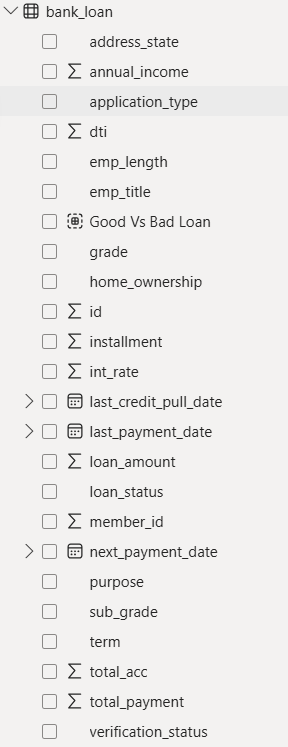 bank_loan
address_state
annual_income
application_type
dti
emp_length
emp_title
Good Vs Bad Loan
grade
home_ownership
id
installment
int_rate
last_credit_pull_date
last_payment_date
loan_amount
loan_status
member_id
next_payment_date
purpose
sub_grade
term
total_acc
total_payment
verification_status